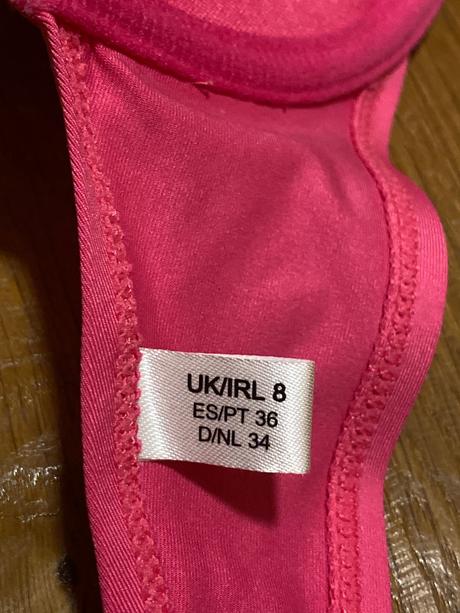 UK/IRL 8
ES/PT 36
D/NL 34